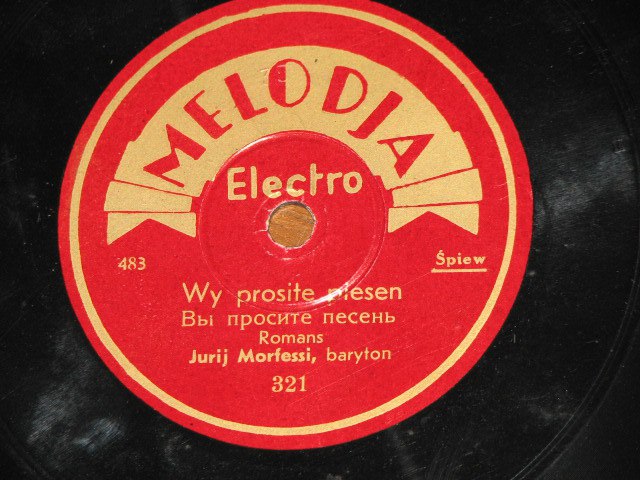 MELODJA
Electro
483
Śpiew
Wy prosite piesen
Вы просите песень
Romans
Jurij Morfessi, baryton
321